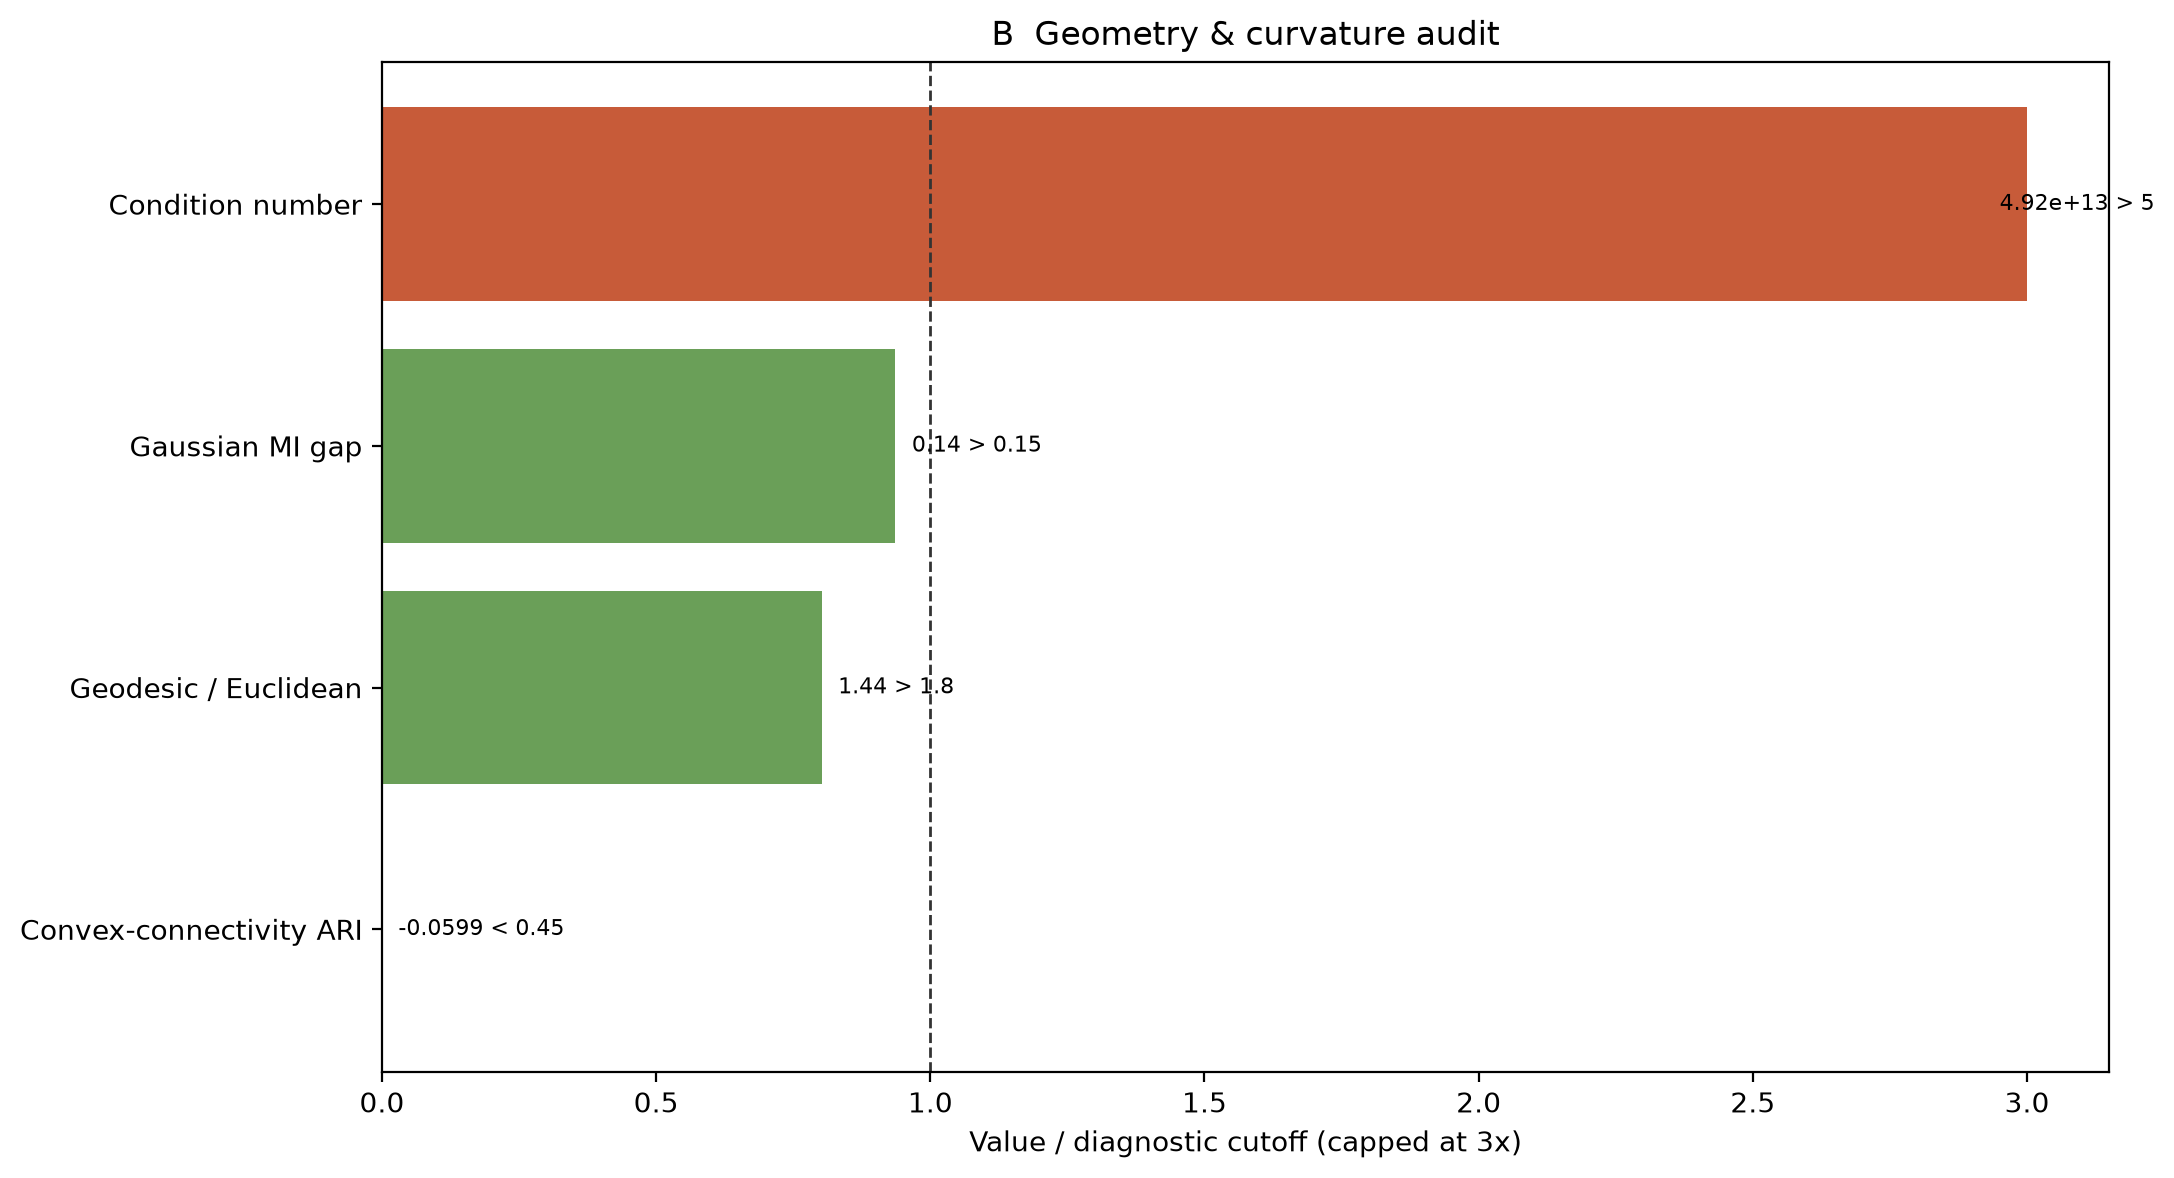 B  Geometry & curvature audit
Condition number
4.92e+13 > 5
Gaussian MI gap
0.14 > 0.15
Geodesic / Euclidean
1.44 > 1.8
Convex-connectivity ARI
-0.0599 < 0.45
0.0 0.5 1.0 1.5 2.0 2.5 3.0
Value / diagnostic cutoff (capped at 3x)